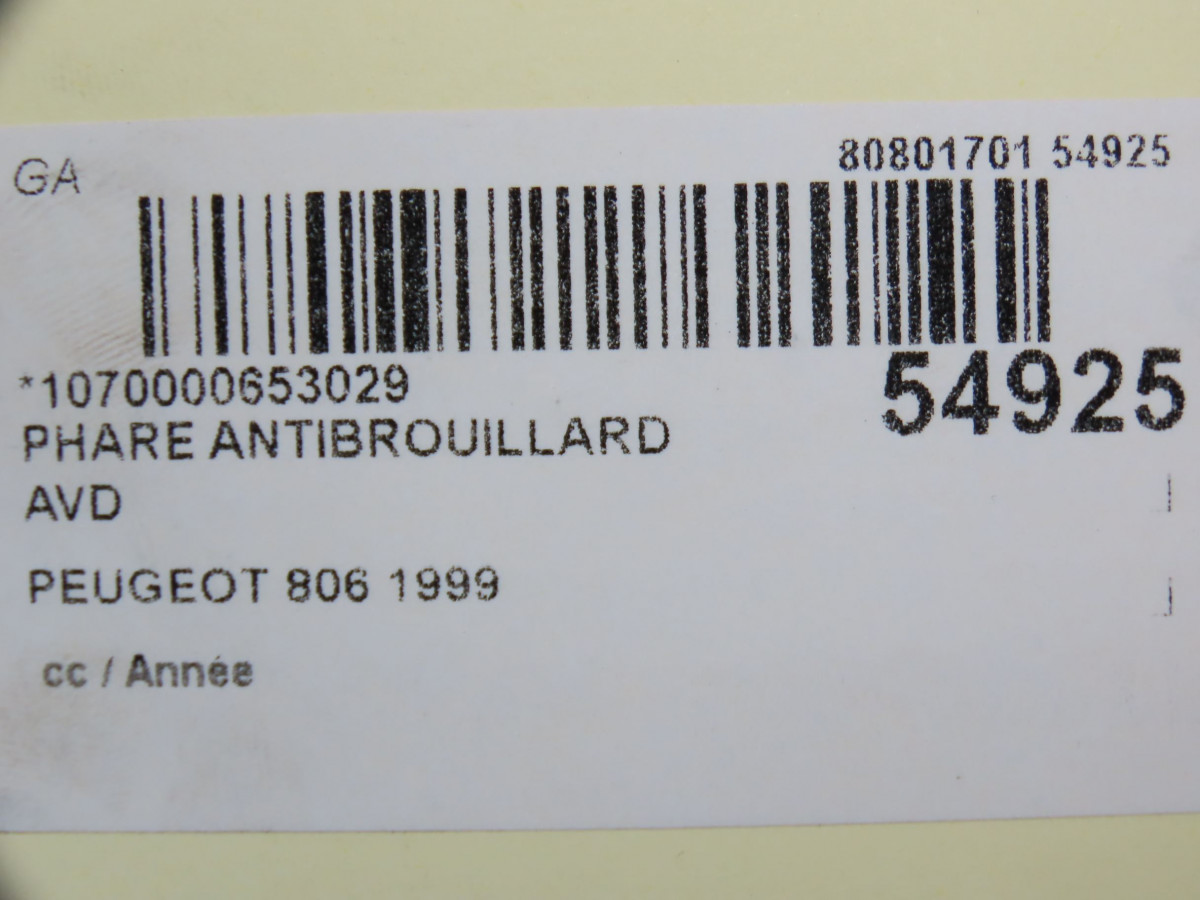 GA
80801701 54925
*1070000653029
54925
PHARE ANTIBROUILLARD
AVD
PEUGEOT 806 1999
cc / Année